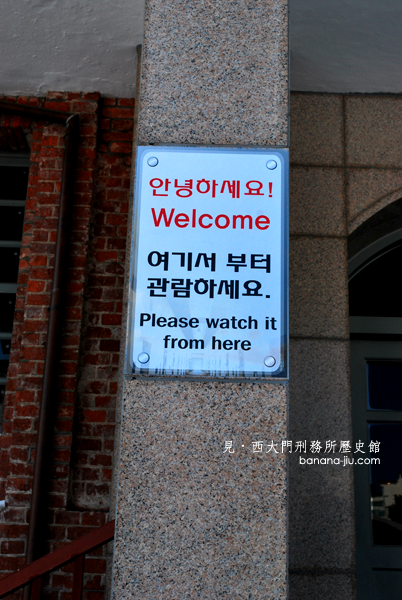 안녕하세요!
Welcome
여기서 부터
관람하세요.
Please watch it
from here
見·西大門刑務所歷史館
banana-jiu.com